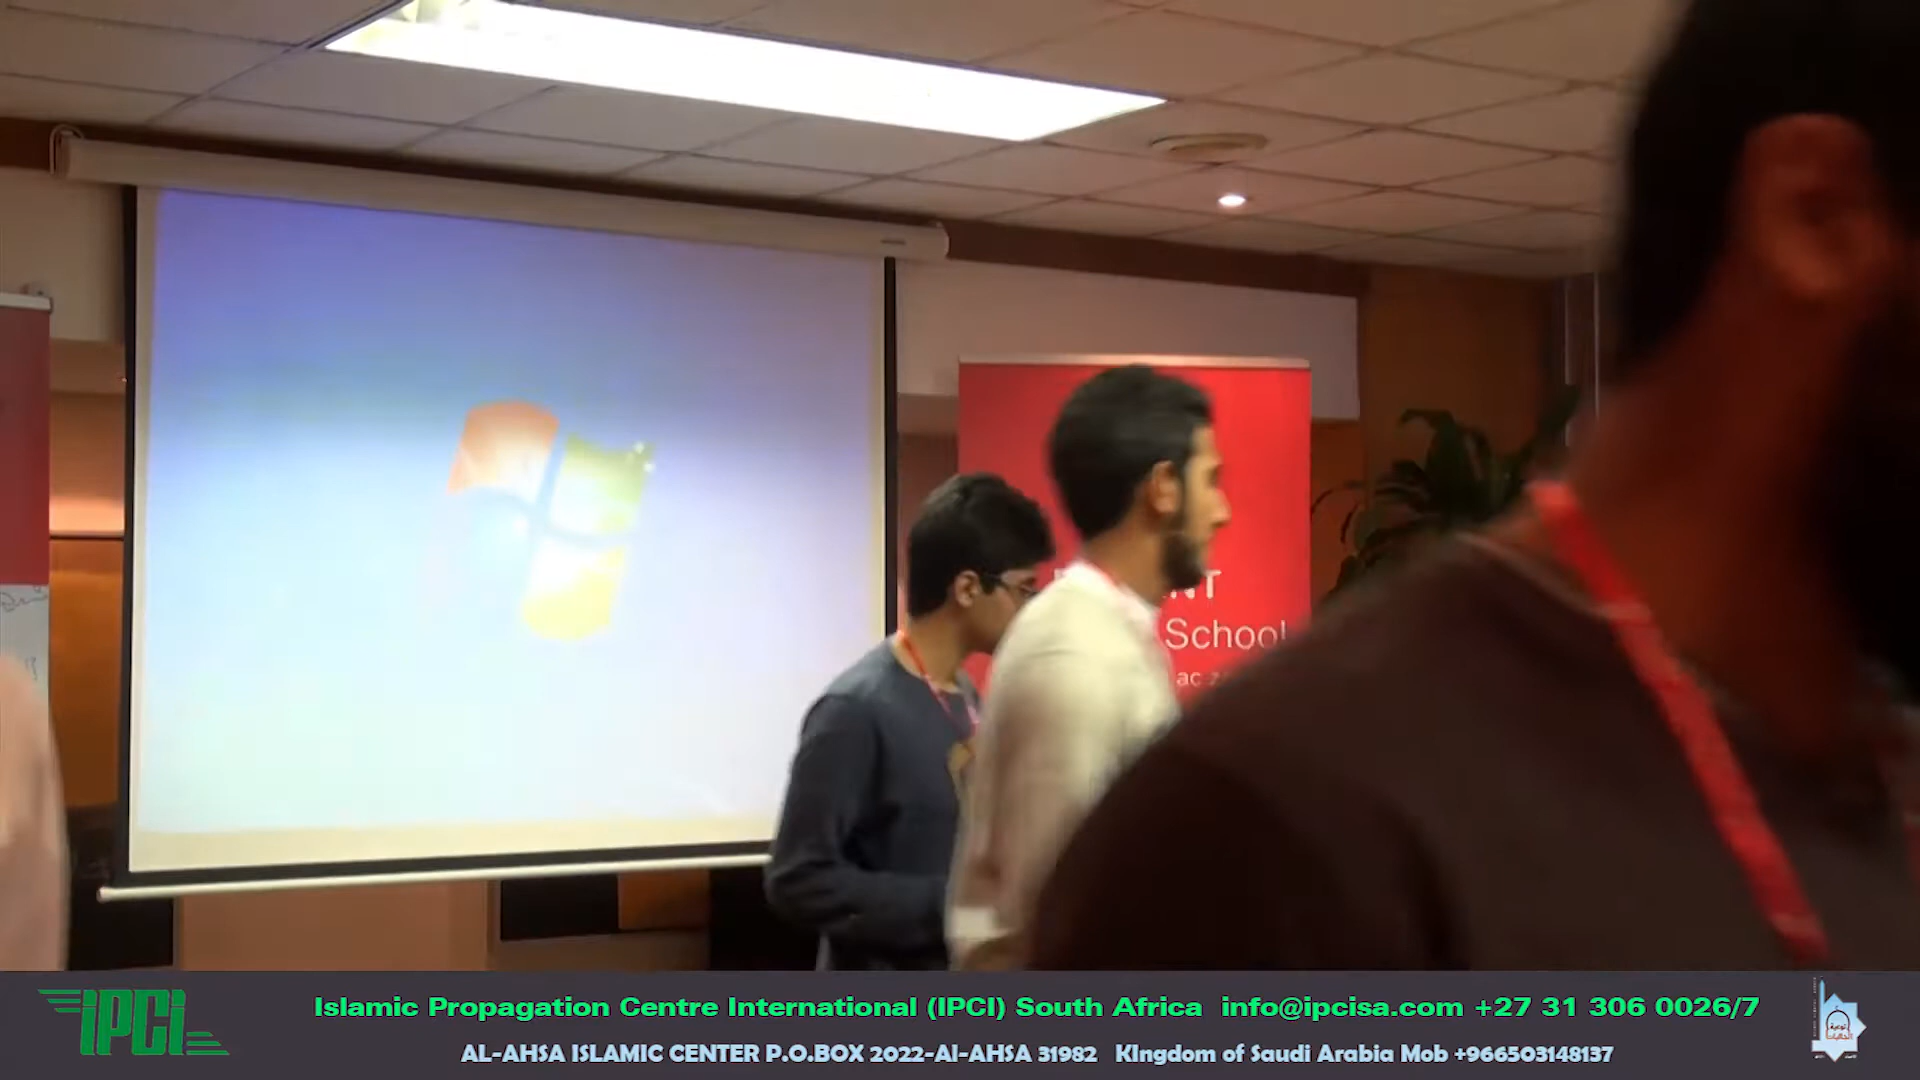 School
ac.z
IPCI
Islamic Propagation Centre International (IPCI) South Africa info@ipcisa.com +27 31 306 0026/7
AL-AHSA ISLAMIC CENTER P.O.BOX 2022-Al-AHSA 31982 KIngdom of Saudi Arabia Mob +966503148137